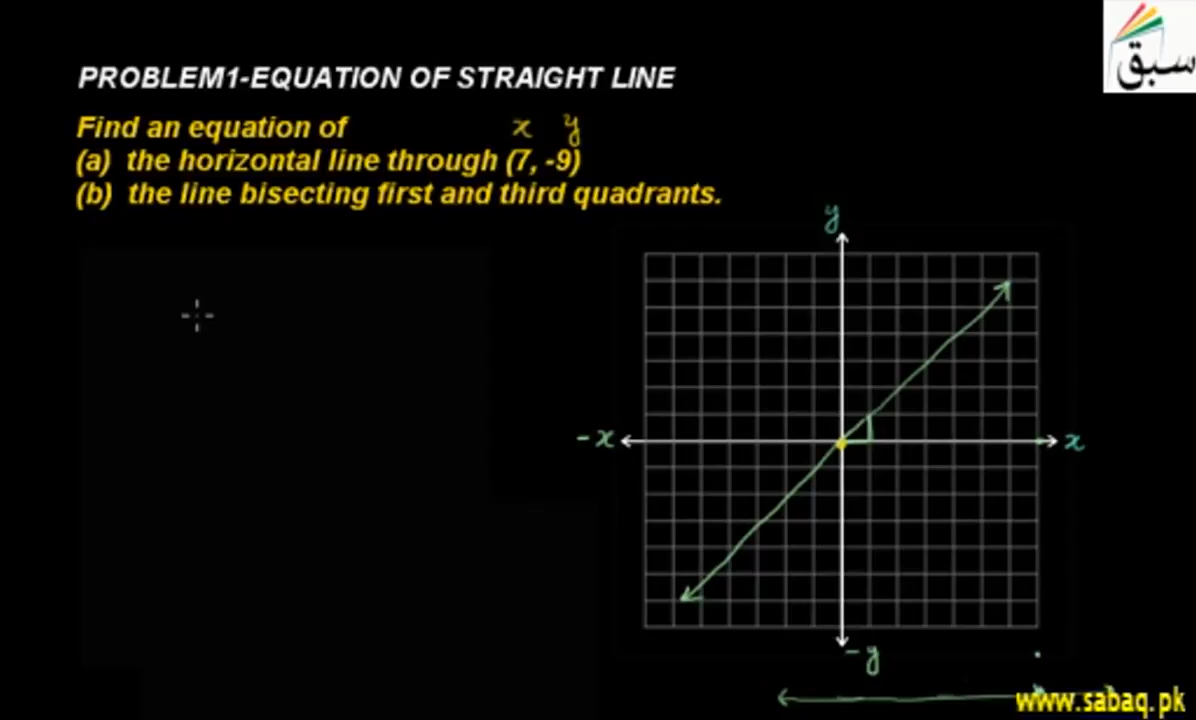 سبق
PROBLEM1-EQUATION OF STRAIGHT LINE
Find an equation of x y
(a) the horizontal line through (7, -9)
(b) the line bisecting first and third quadrants.
y
-x x
-y
www.sabaq.pk